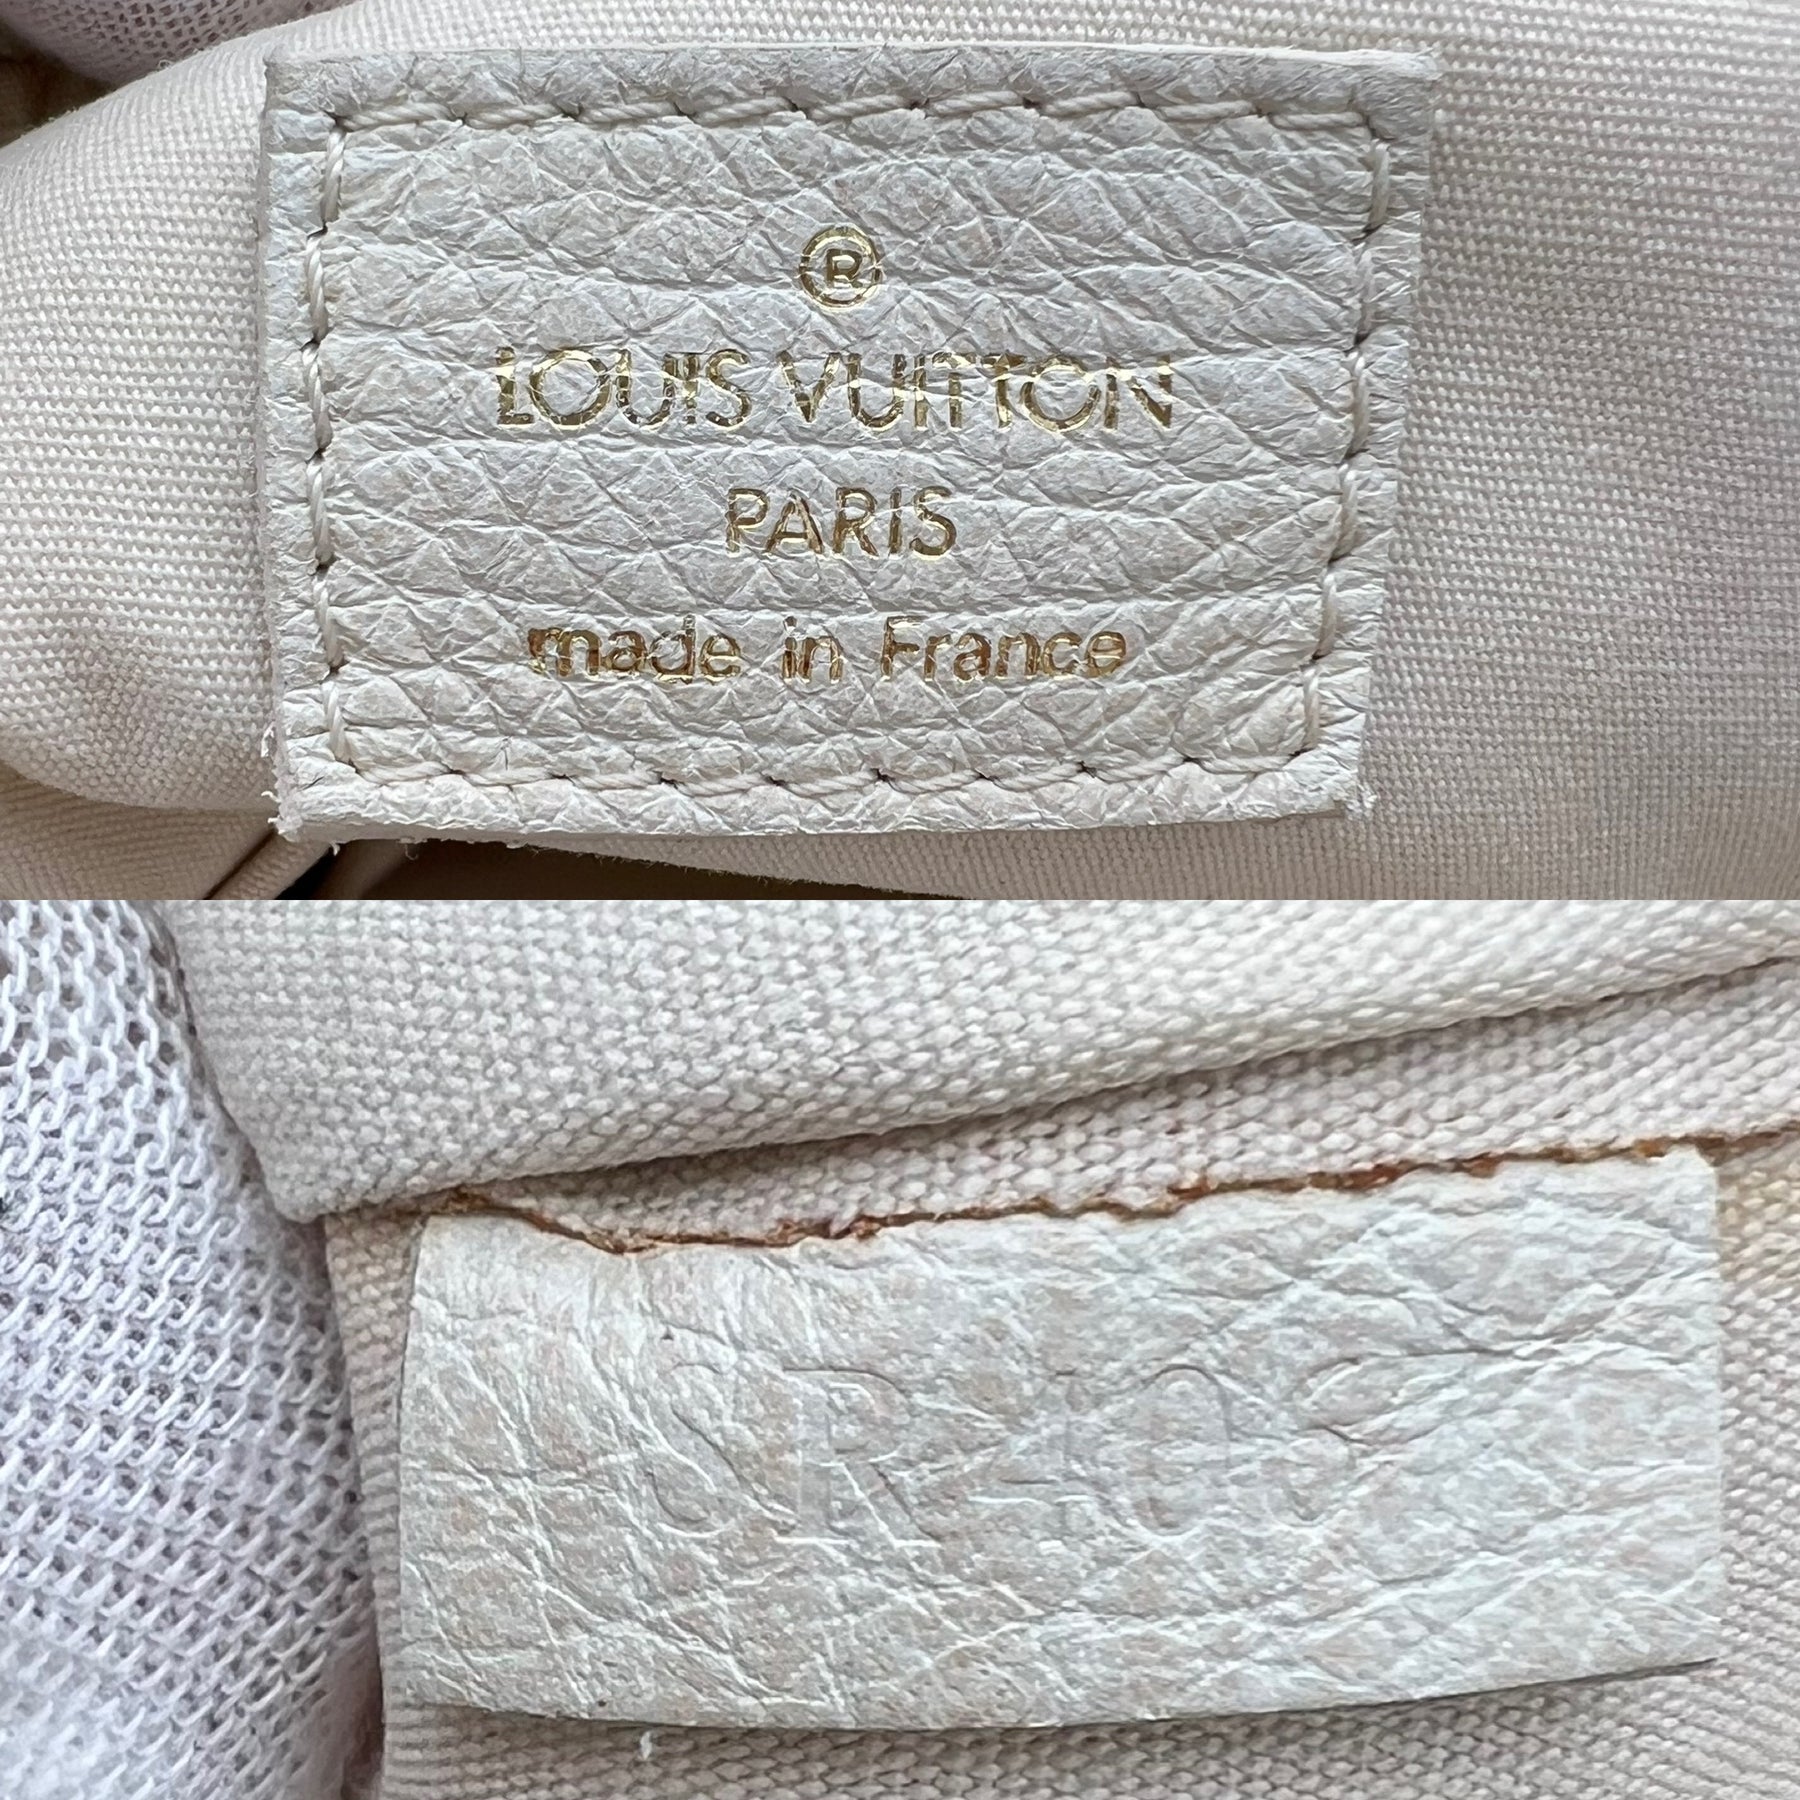 ®
LOUIS VUITTON
PARIS
made in France